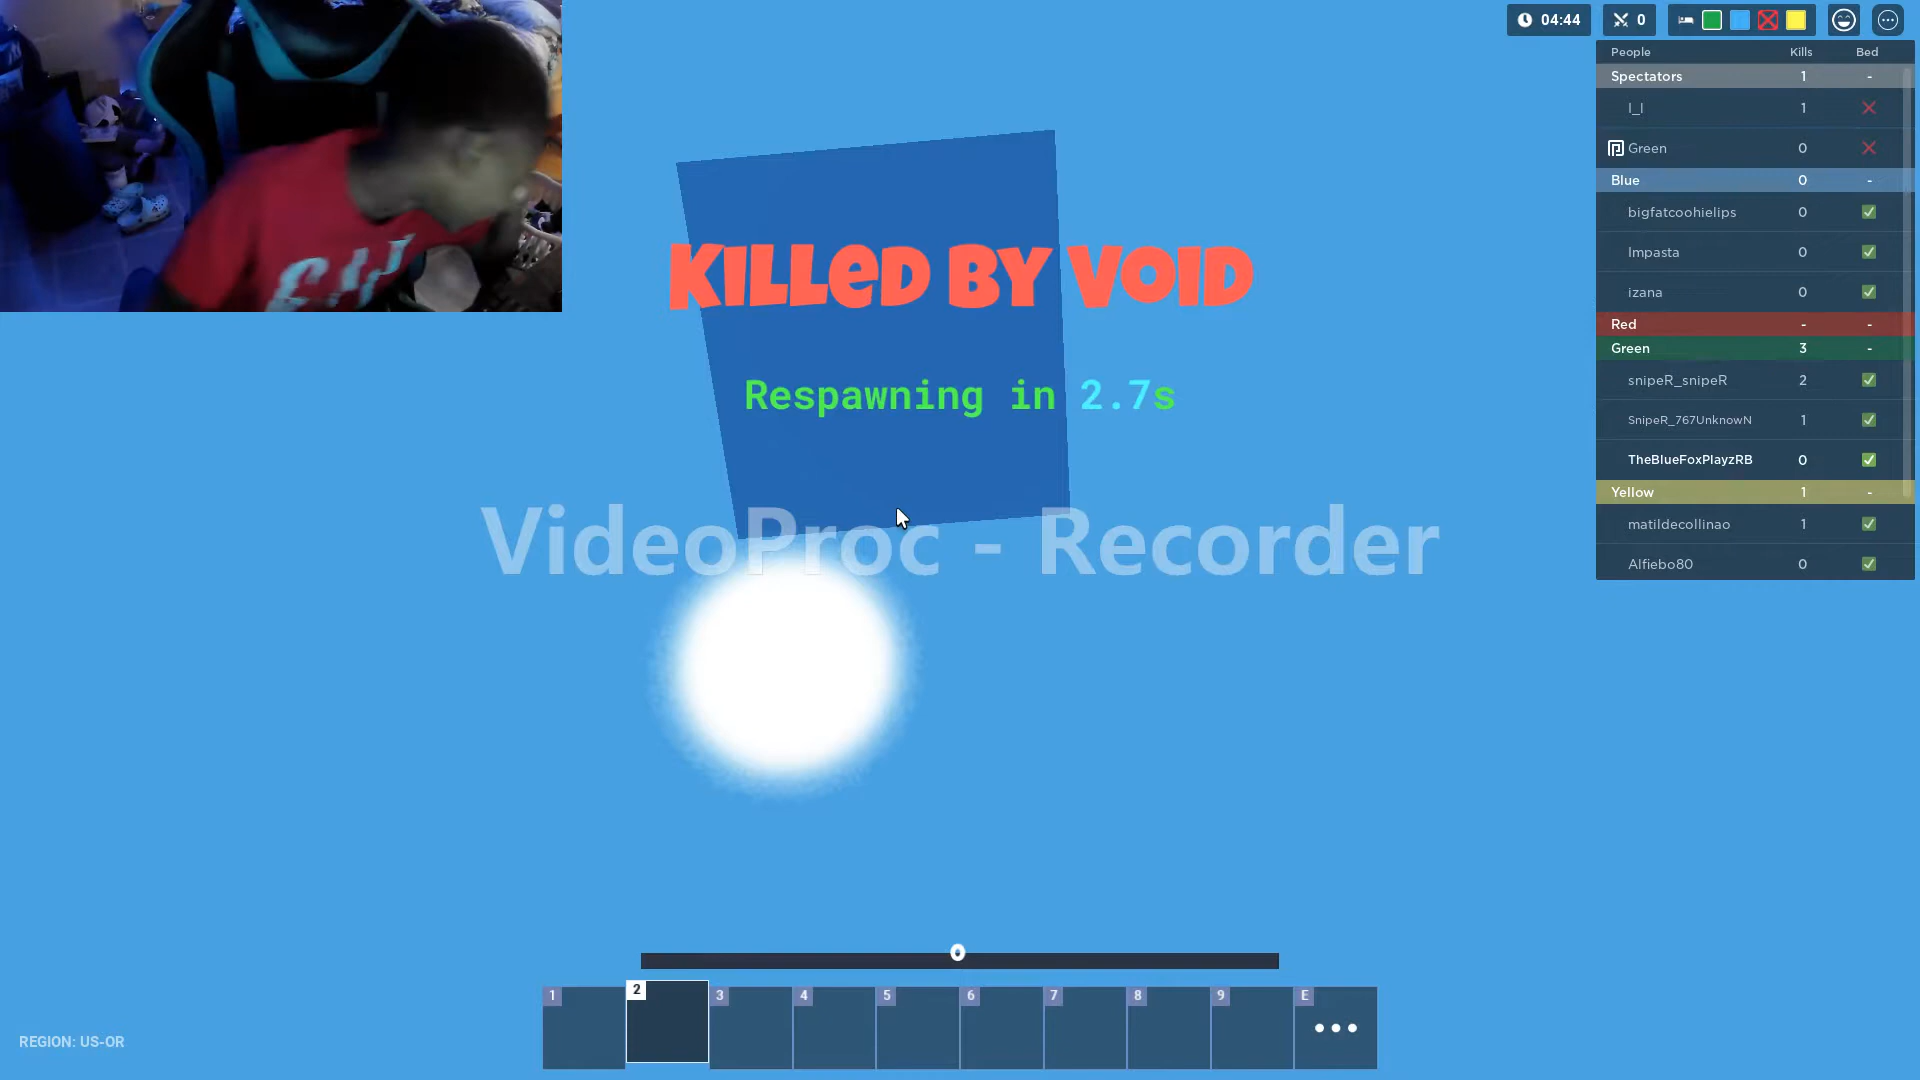 04:44 0
People Kills Bed
Spectators 1 -
l_l 1
Green 0
Blue 0 -
bigfatcoohielips 0
Impasta 0
izana 0
Red - -
Green 3 -
snipeR_snipeR 2
SnipeR_767UnknowN 1
TheBlueFoxPlayzRB 0
Yellow 1 -
matildecollinao 1
Alfiebo80 0
KILLED BY VOID
Respawning in 2.7s
VideoProc - Recorder
0
1 2 3 4 5 6 7 8 9 E
REGION: US-OR